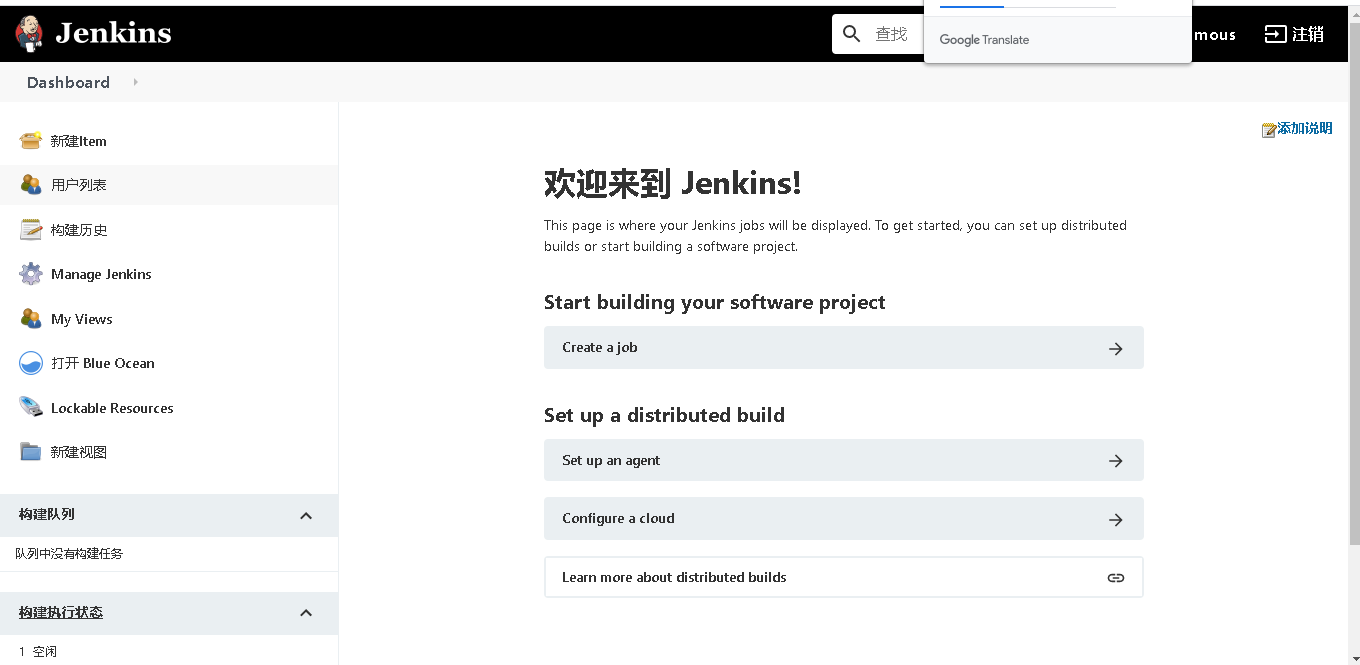 Jenkins
查找
Google Translate
mous
注销
Dashboard
新建Item
用户列表
构建历史
Manage Jenkins
My Views
打开 Blue Ocean
Lockable Resources
新建视图
构建队列
队列中没有构建任务
构建执行状态
1 空闲
添加说明
欢迎来到 Jenkins!
This page is where your Jenkins jobs will be displayed. To get started, you can set up distributed
builds or start building a software project.
Start building your software project
Create a job
Set up a distributed build
Set up an agent
Configure a cloud
Learn more about distributed builds